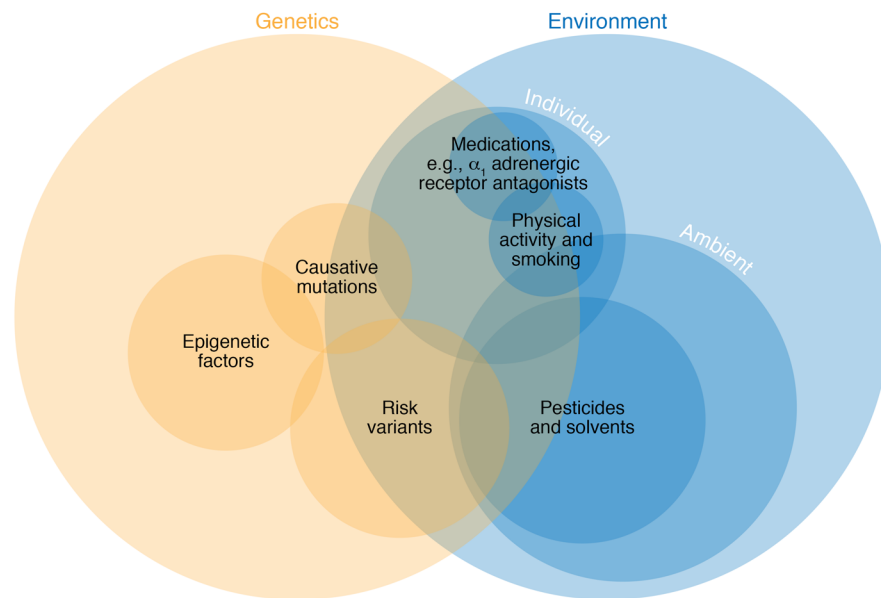 Genetics
Environment
Individual
Medications,
e.g., α₁ adrenergic
receptor antagonists
Physical
activity and
smoking
Ambient
Causative
mutations
Epigenetic
factors
Risk
variants
Pesticides
and solvents